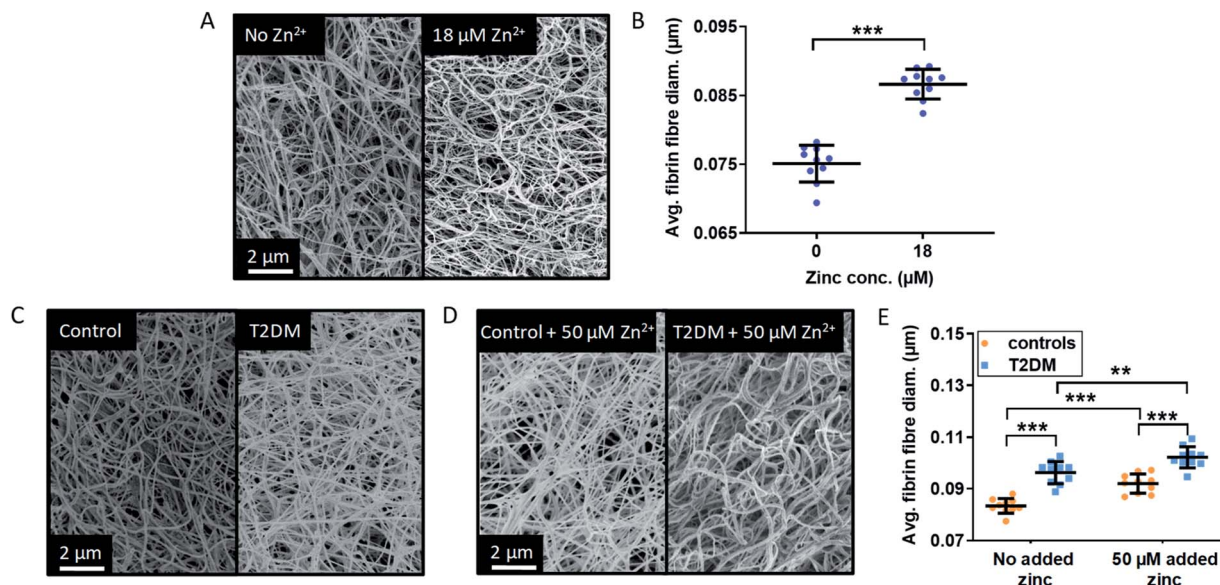 A
No Zn²⁺
18 µM Zn²⁺
2 µm
B
***
Avg. fibrin fibre diam. (µm)
0.095
0.085
0.075
0.065
0
18
Zinc conc. (µM)
C
Control
T2DM
2 µm
D
Control + 50 µM Zn²⁺
T2DM + 50 µM Zn²⁺
2 µm
E
Avg. fibrin fibre diam. (µm)
0.15
0.13
0.11
0.09
0.07
controls
T2DM
**
***
***
***
No added
zinc
50 µM added
zinc